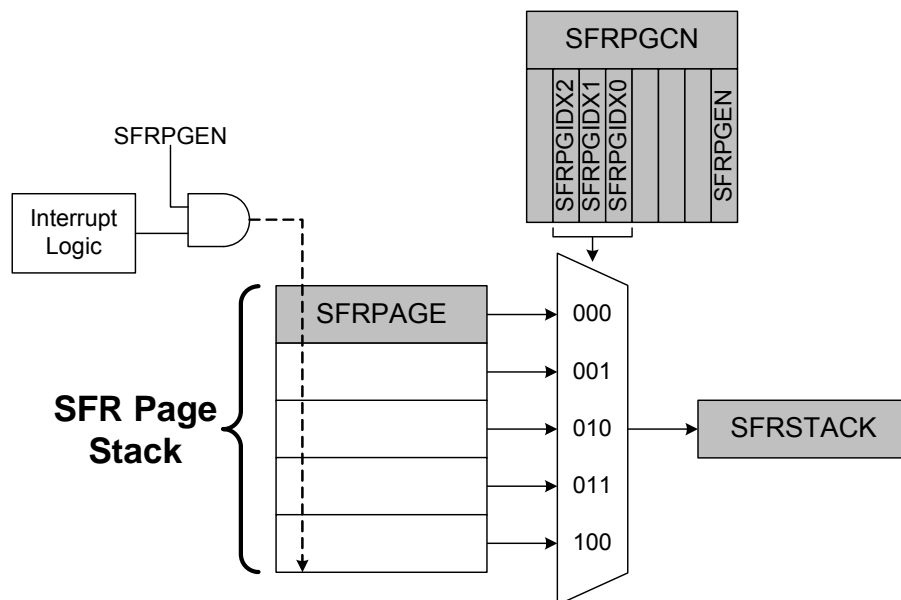 SFRPGCN
SFRPGIDX2
SFRPGIDX1
SFRPGIDX0
SFRPGEN
SFRPGEN
Interrupt
Logic
SFRPAGE
000
001
SFR Page
Stack
010
SFRSTACK
011
100